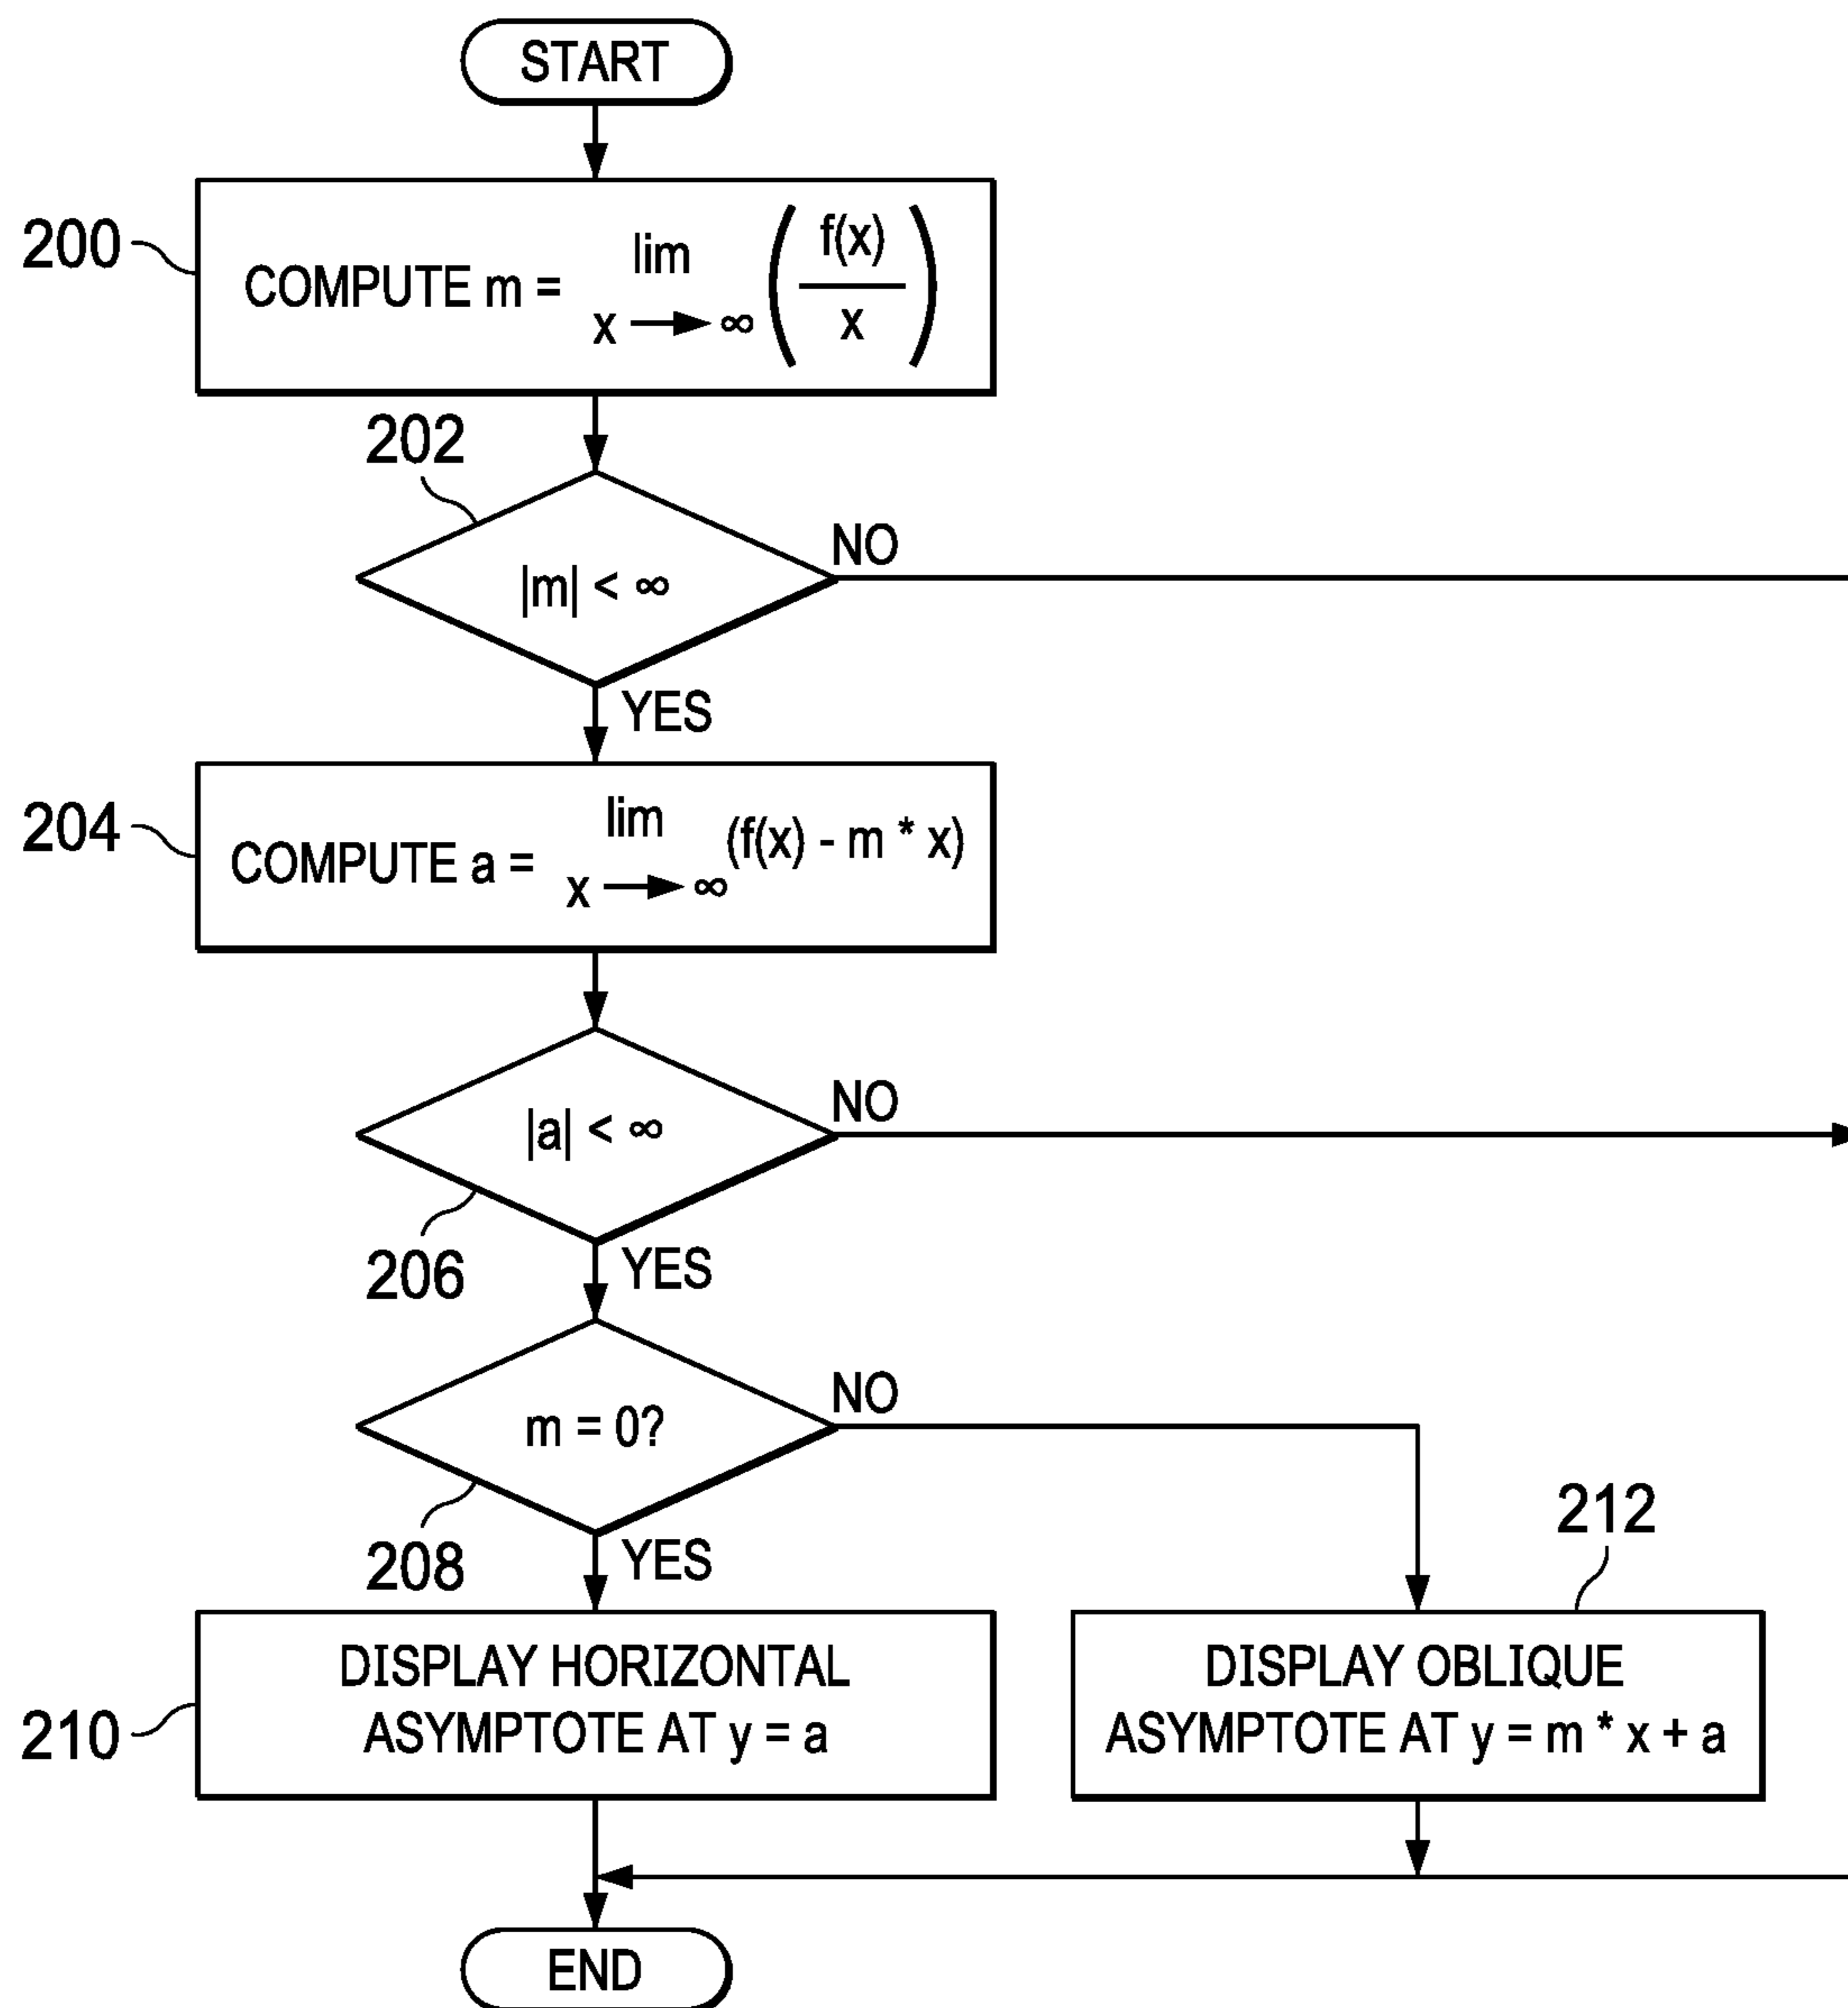 START
200
COMPUTE m = lim x → ∞ ( f(x) / x )
202
|m| < ∞
NO
YES
204
COMPUTE a = lim x → ∞ (f(x) - m * x)
|a| < ∞
NO
206
YES
m = 0?
NO
208
YES
212
210
DISPLAY HORIZONTAL
ASYMPTOTE AT y = a
DISPLAY OBLIQUE
ASYMPTOTE AT y = m * x + a
END